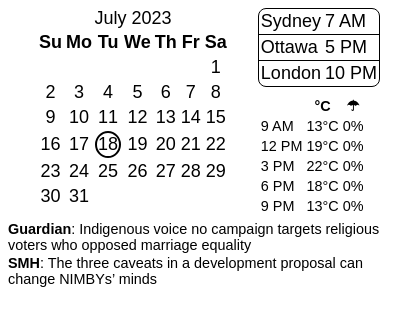 July 2023
Su Mo Tu We Th Fr Sa
1
2 3 4 5 6 7 8
9 10 11 12 13 14 15
16 17 18 19 20 21 22
23 24 25 26 27 28 29
30 31
Sydney 7 AM
Ottawa 5 PM
London 10 PM
°C ☂
9 AM 13°C 0%
12 PM 19°C 0%
3 PM 22°C 0%
6 PM 18°C 0%
9 PM 13°C 0%
Guardian: Indigenous voice no campaign targets religious
voters who opposed marriage equality
SMH: The three caveats in a development proposal can
change NIMBYs’ minds